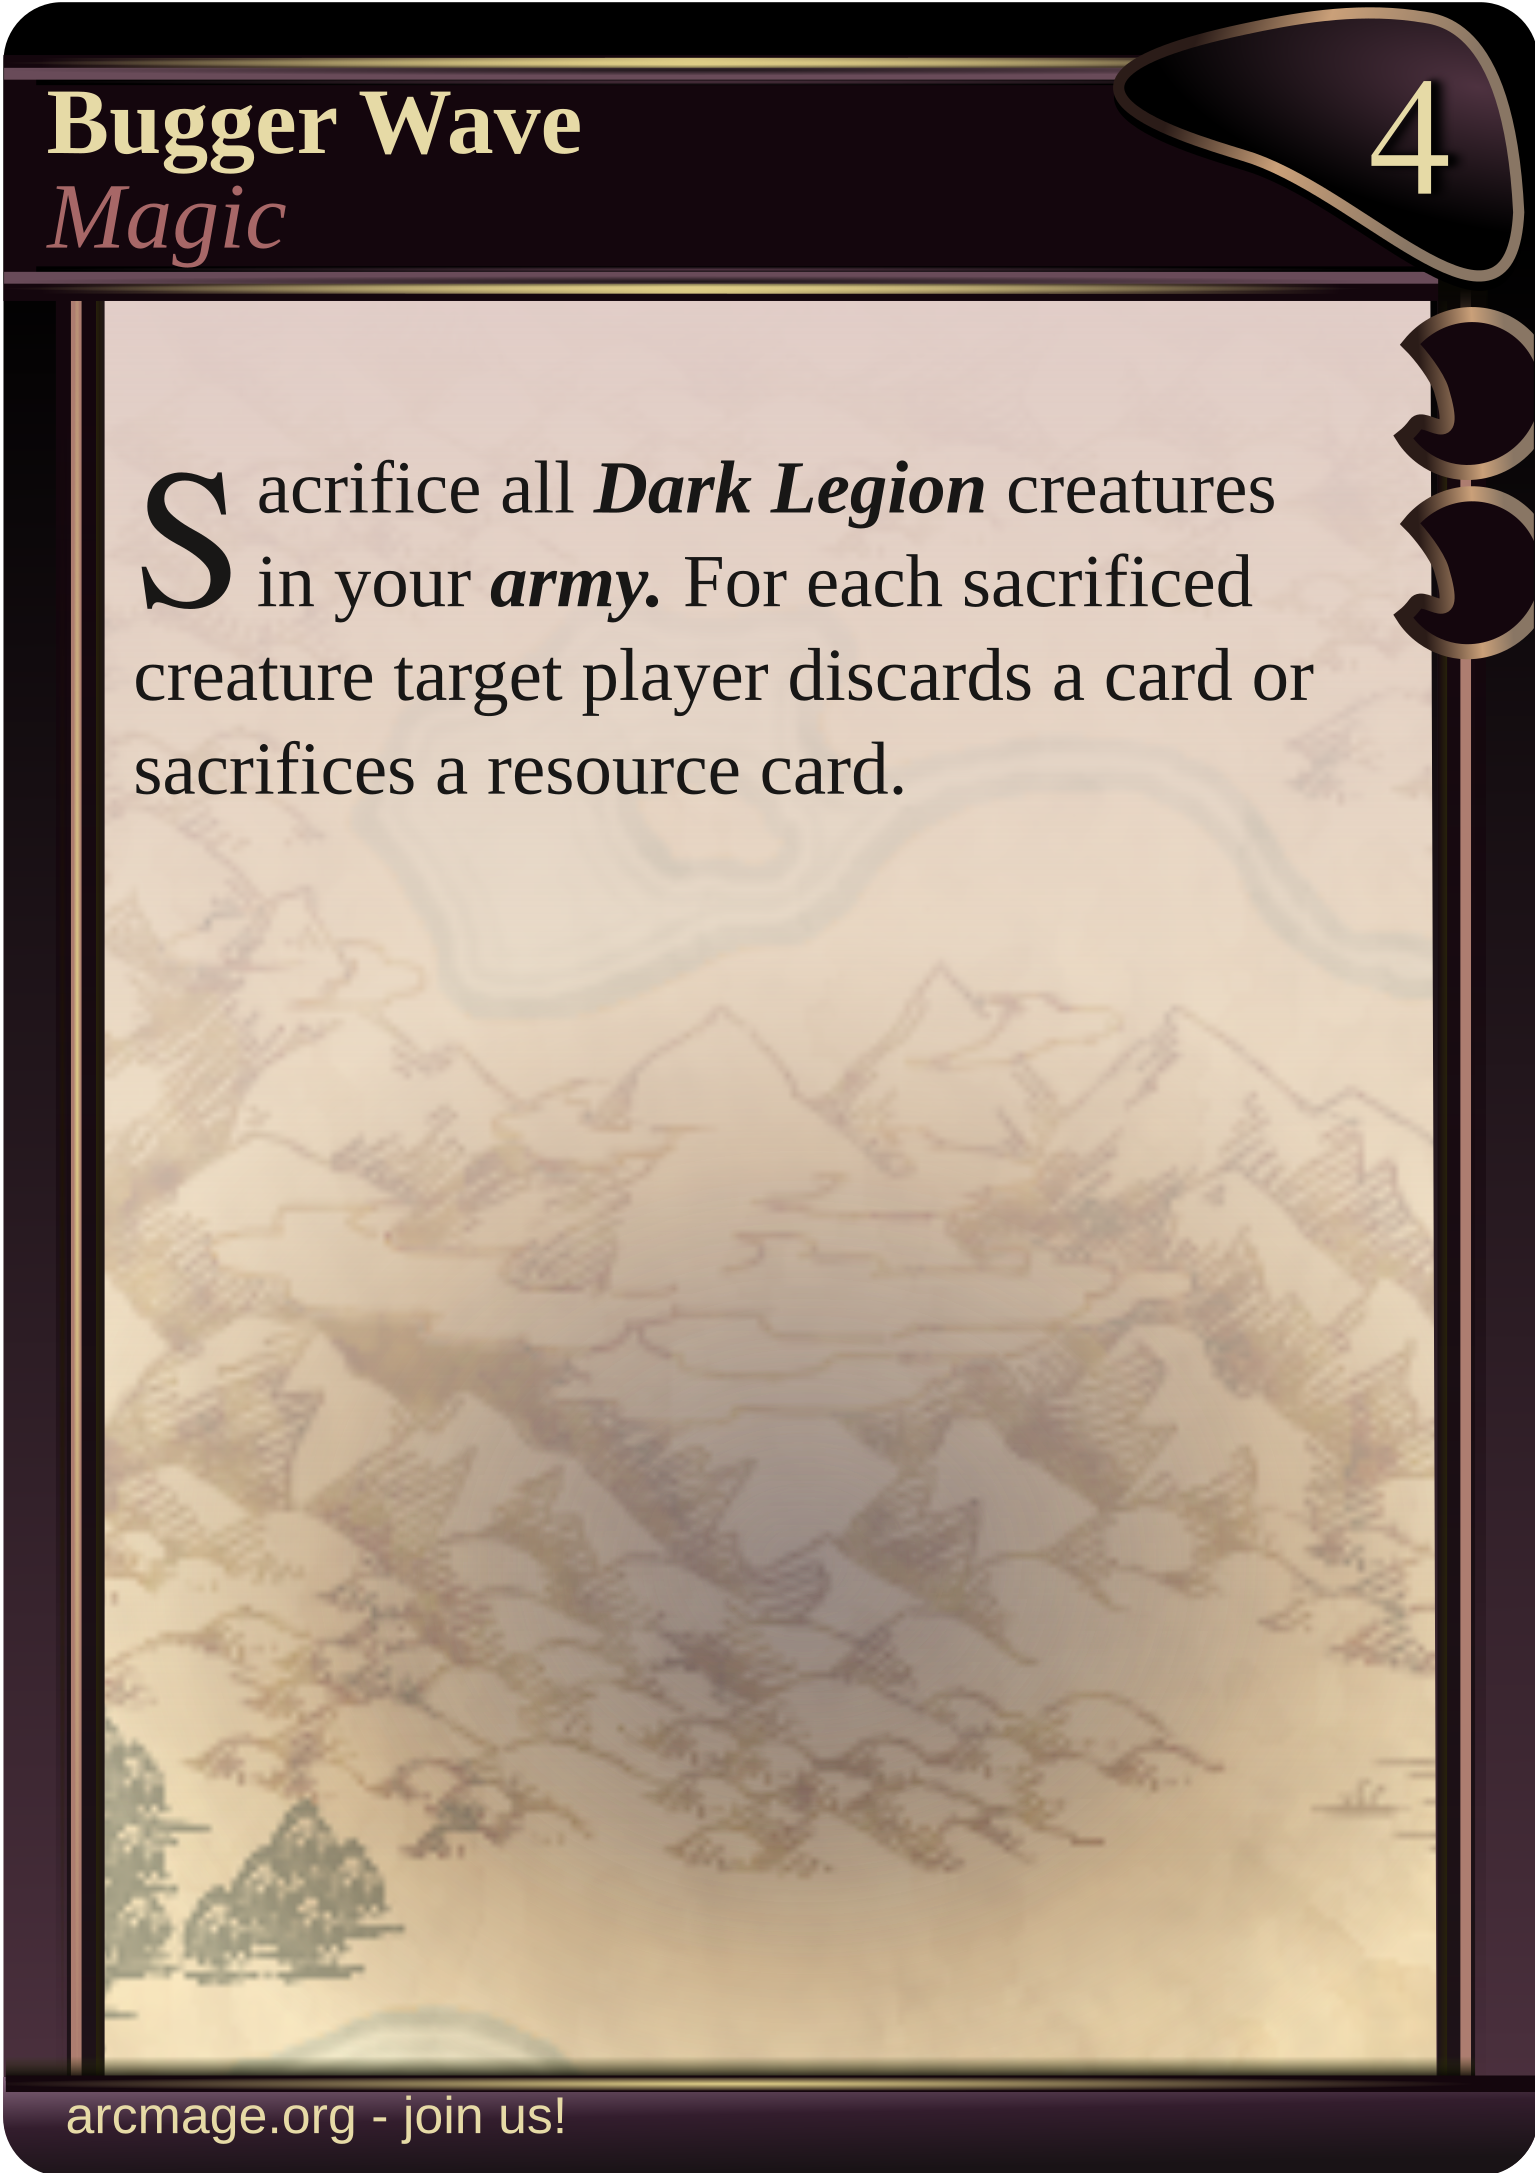 Bugger Wave
4
Magic
Sacrifice all Dark Legion creatures
in your army. For each sacrificed
creature target player discards a card or
sacrifices a resource card.
arcmage.org - join us!